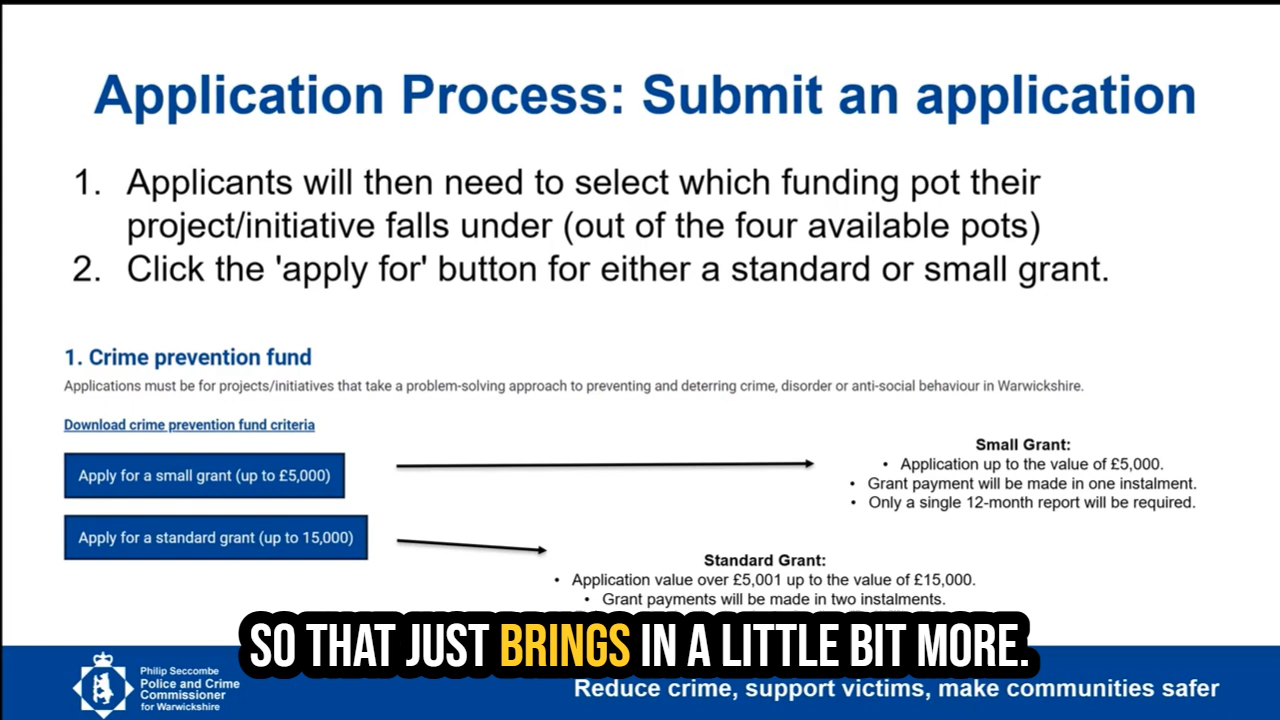 Application Process: Submit an application
1. Applicants will then need to select which funding pot their
project/initiative falls under (out of the four available pots)
2. Click the 'apply for' button for either a standard or small grant.
1. Crime prevention fund
Applications must be for projects/initiatives that take a problem-solving approach to preventing and deterring crime, disorder or anti-social behaviour in Warwickshire.
Download crime prevention fund criteria
Apply for a small grant (up to £5,000)
Small Grant:
• Application up to the value of £5,000.
• Grant payment will be made in one instalment.
• Only a single 12-month report will be required.
Apply for a standard grant (up to 15,000)
Standard Grant:
• Application value over £5,001 up to the value of £15,000.
• Grant payments will be made in two instalments.
SO THAT JUST BRINGS IN A LITTLE BIT MORE.
Philip Seccombe
Police and Crime
Commissioner
for Warwickshire
Reduce crime, support victims, make communities safer